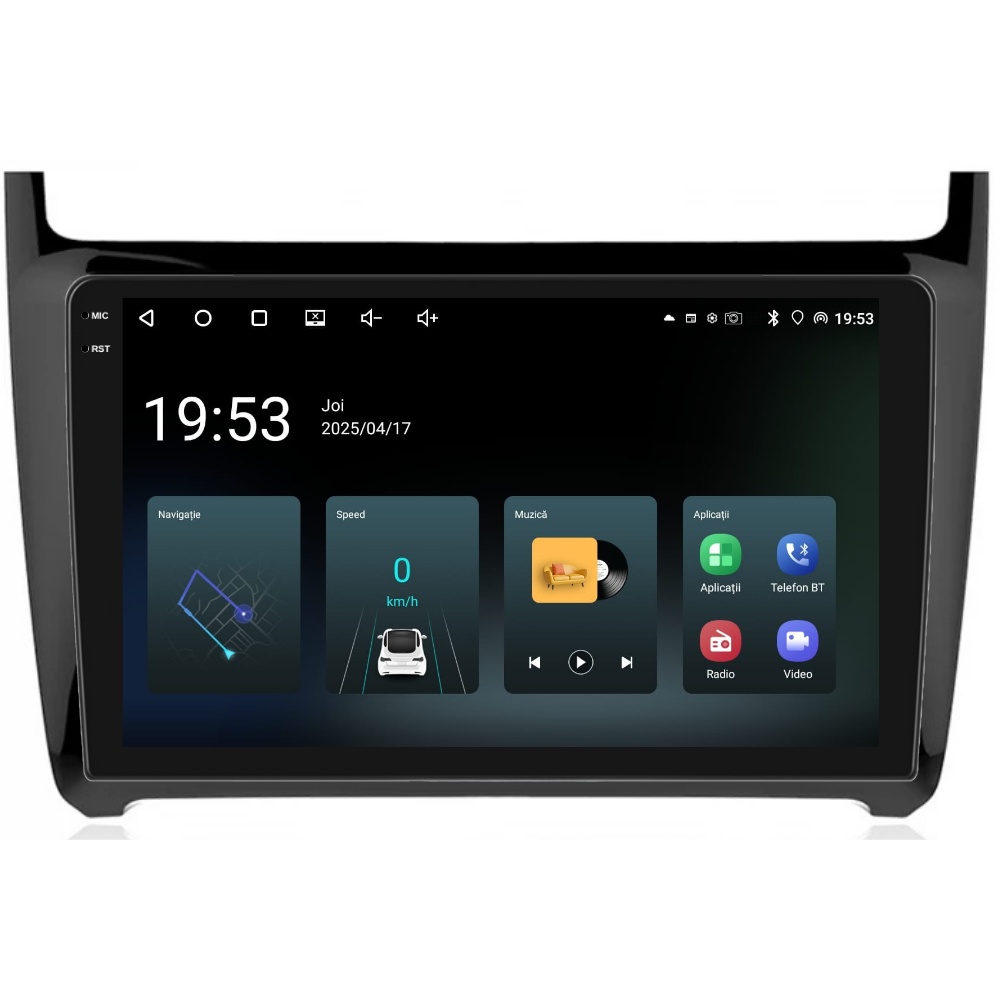 MIC
RST
19:53
19:53
Joi
2025/04/17
Navigație
Speed
0
km/h
Muzică
Aplicații
Aplicații
Telefon BT
Radio
Video